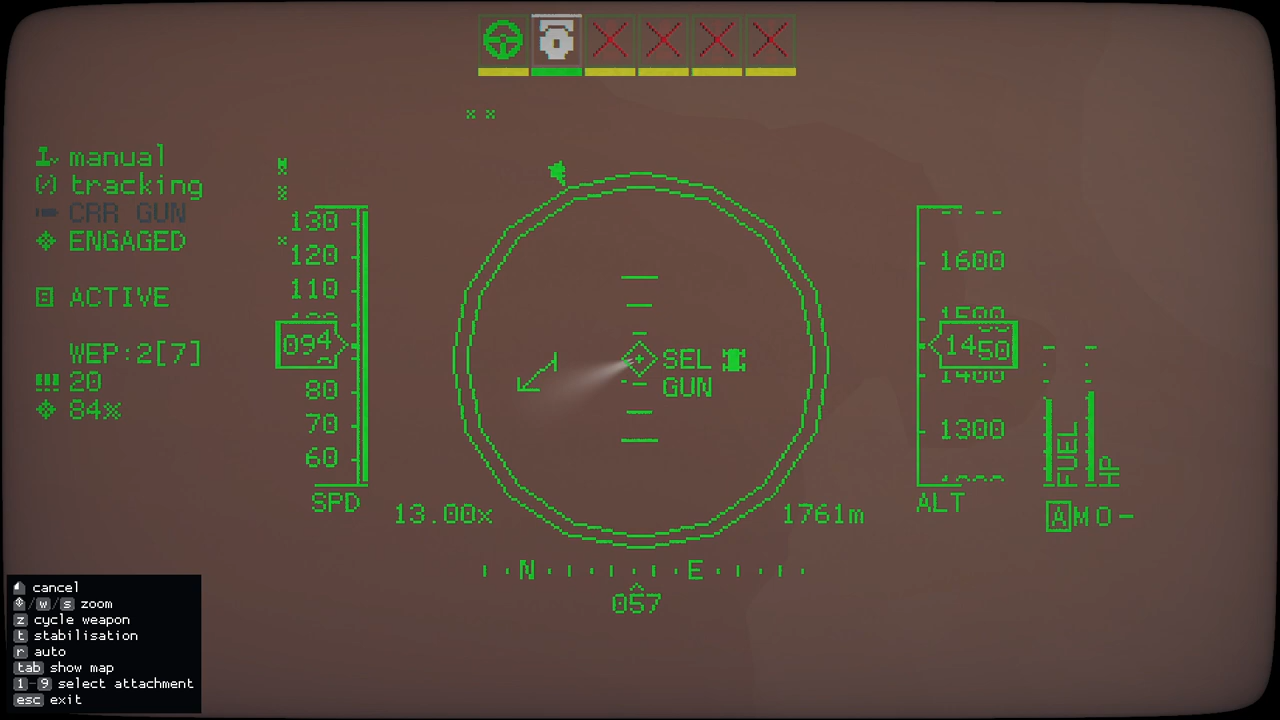 manual
tracking
CRR GUN
ENGAGED
ACTIVE
WEP:2[7]
20
84%
130
120
110
094
80
70
60
SPD
13.00x
SEL
GUN
1600
1500
1450
1400
1300
ALT
1761m
FUEL
HP
AMO-
N E
057
cancel
/w/s zoom
z cycle weapon
t stabilisation
r auto
tab show map
1-9 select attachment
esc exit